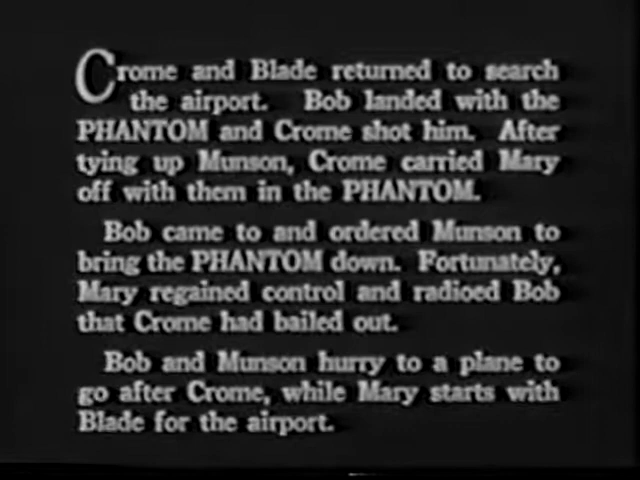 Crome and Blade returned to search
the airport. Bob landed with the
PHANTOM and Crome shot him. After
tying up Munson, Crome carried Mary
off with them in the PHANTOM.
Bob came to and ordered Munson to
bring the PHANTOM down. Fortunately,
Mary regained control and radioed Bob
that Crome had bailed out.
Bob and Munson hurry to a plane to
go after Crome, while Mary starts with
Blade for the airport.